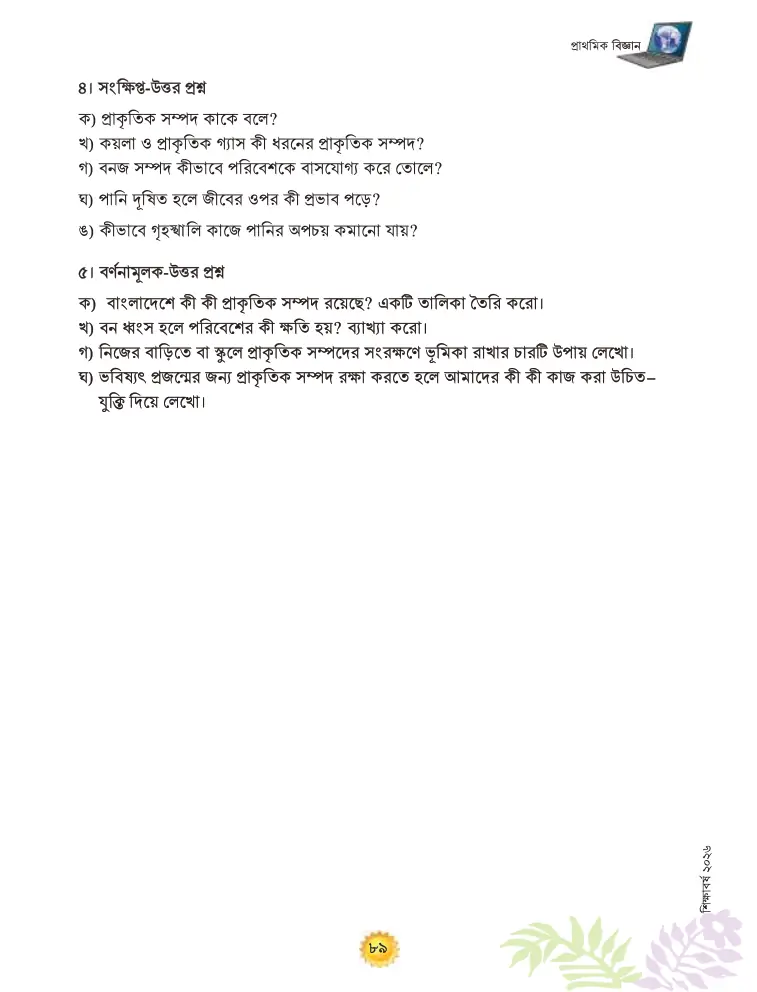 প্রাথমিক বিজ্ঞান
৪। সংক্ষিপ্ত-উত্তর প্রশ্ন
ক) প্রাকৃতিক সম্পদ কাকে বলে?
খ) কয়লা ও প্রাকৃতিক গ্যাস কী ধরনের প্রাকৃতিক সম্পদ?
গ) বনজ সম্পদ কীভাবে পরিবেশকে বাসযোগ্য করে তোলে?
ঘ) পানি দূষিত হলে জীবের ওপর কী প্রভাব পড়ে?
ঙ) কীভাবে গৃহস্থালি কাজে পানির অপচয় কমানো যায়?
৫। বর্ণনামূলক-উত্তর প্রশ্ন
ক) বাংলাদেশে কী কী প্রাকৃতিক সম্পদ রয়েছে? একটি তালিকা তৈরি করো।
খ) বন ধ্বংস হলে পরিবেশের কী ক্ষতি হয়? ব্যাখ্যা করো।
গ) নিজের বাড়িতে বা স্কুলে প্রাকৃতিক সম্পদের সংরক্ষণে ভূমিকা রাখার চারটি উপায় লেখো।
ঘ) ভবিষ্যৎ প্রজন্মের জন্য প্রাকৃতিক সম্পদ রক্ষা করতে হলে আমাদের কী কী কাজ করা উচিত–
যুক্তি দিয়ে লেখো।
শিক্ষাবর্ষ ২০২৬
৮৯